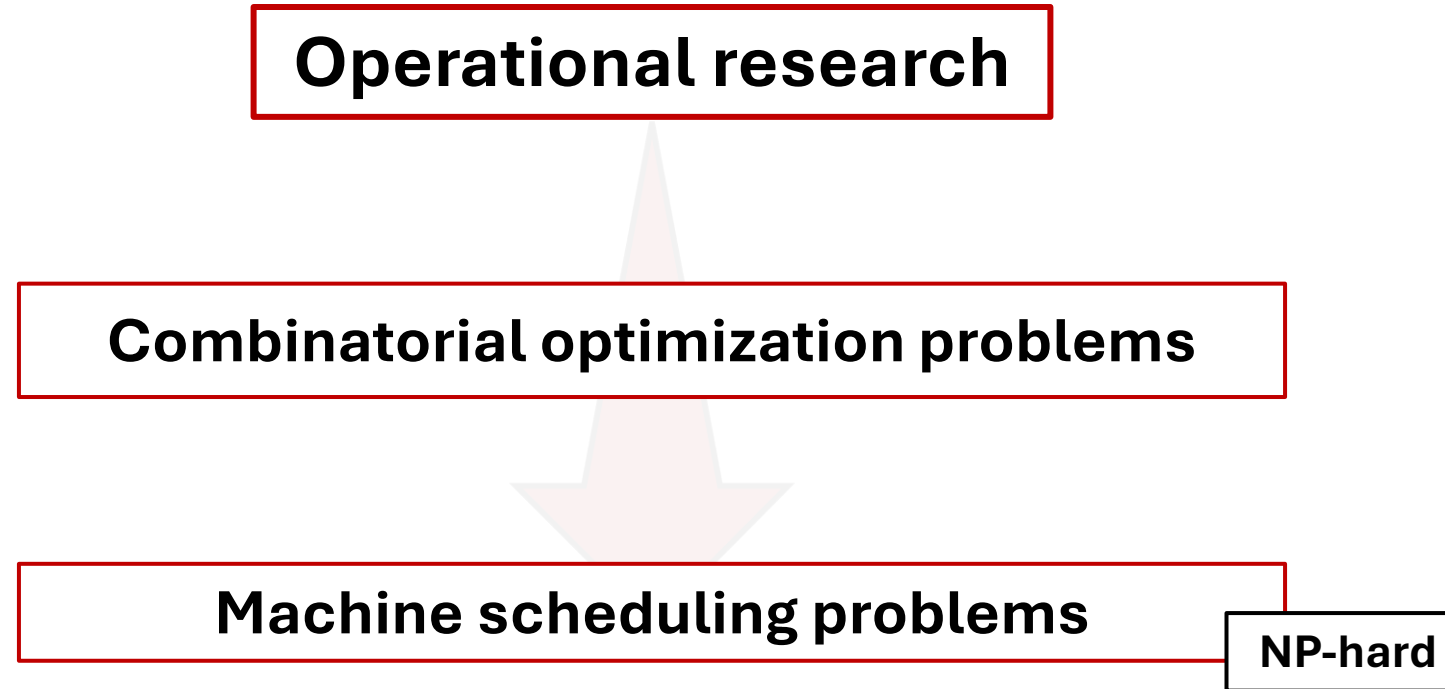 Operational research
Combinatorial optimization problems
Machine scheduling problems
NP-hard